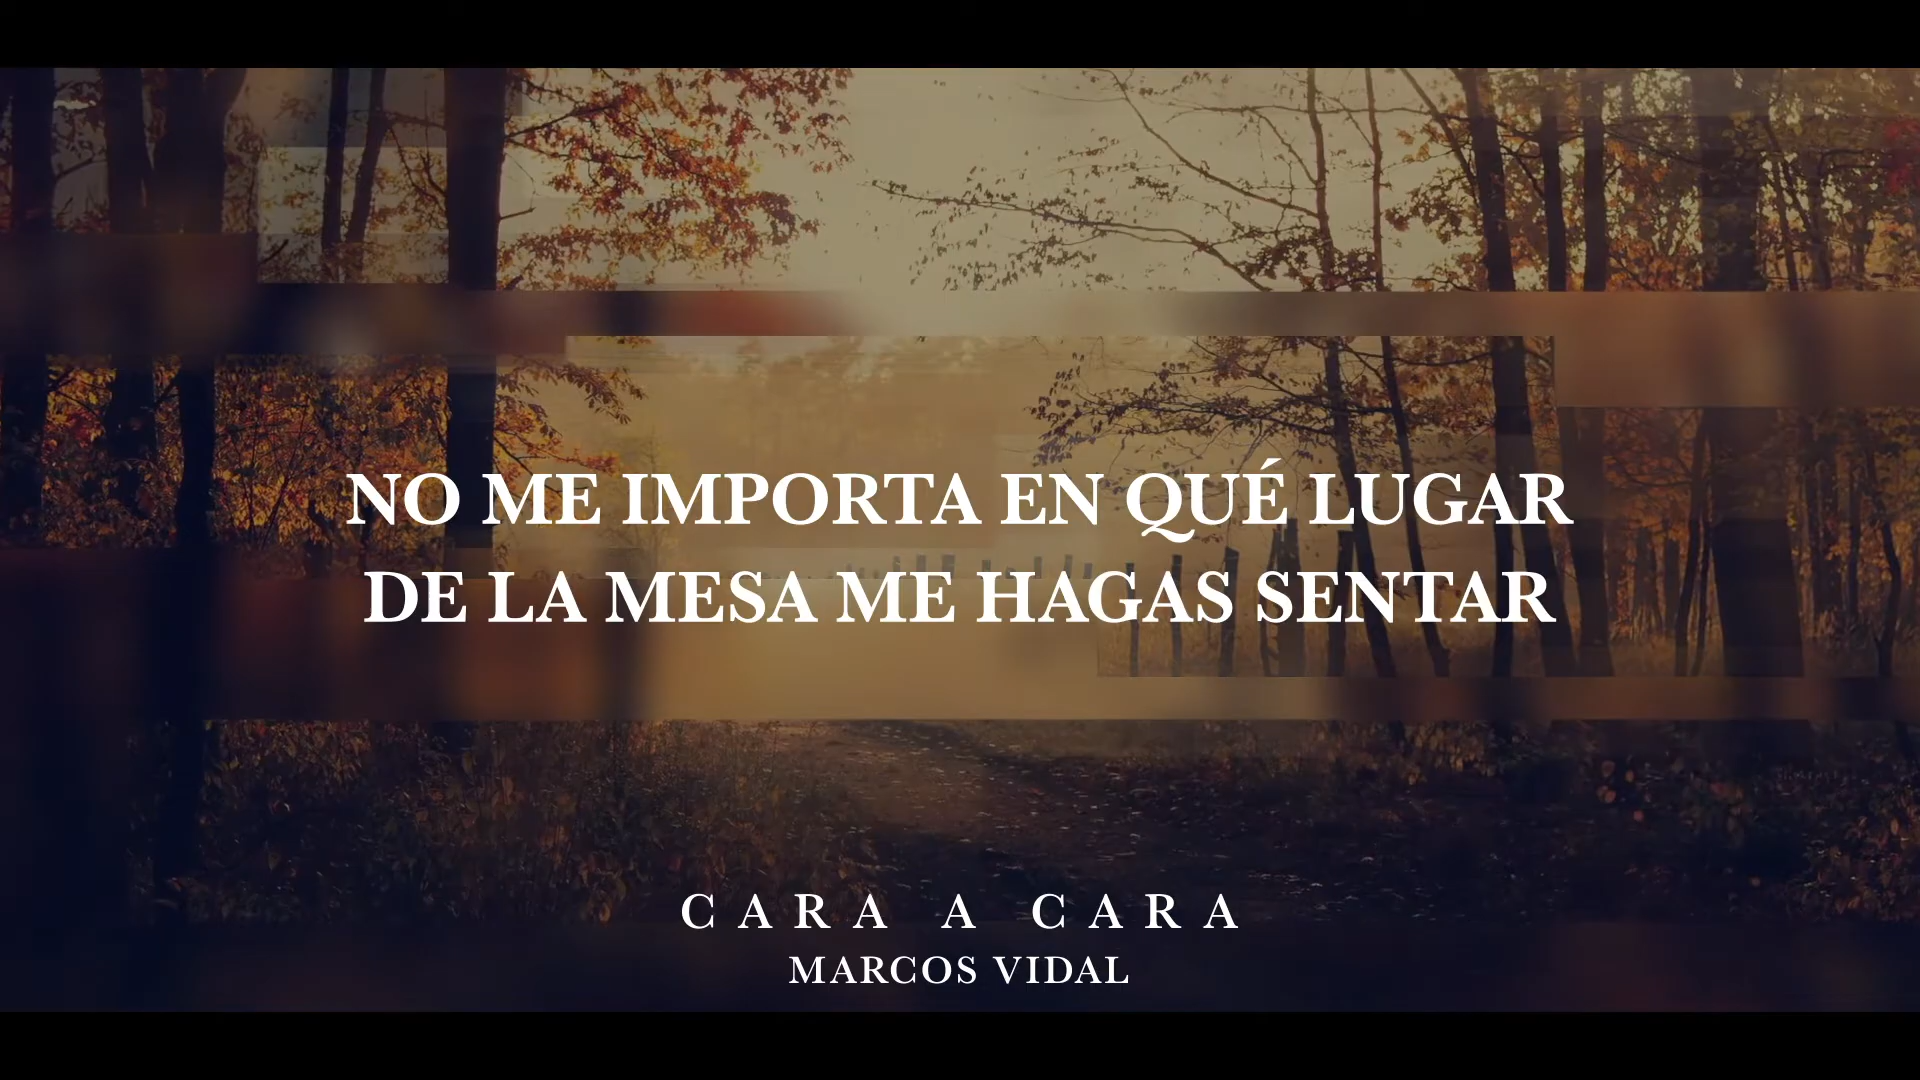 NO ME IMPORTA EN QUÉ LUGAR
DE LA MESA ME HAGAS SENTAR
CARA A CARA
MARCOS VIDAL